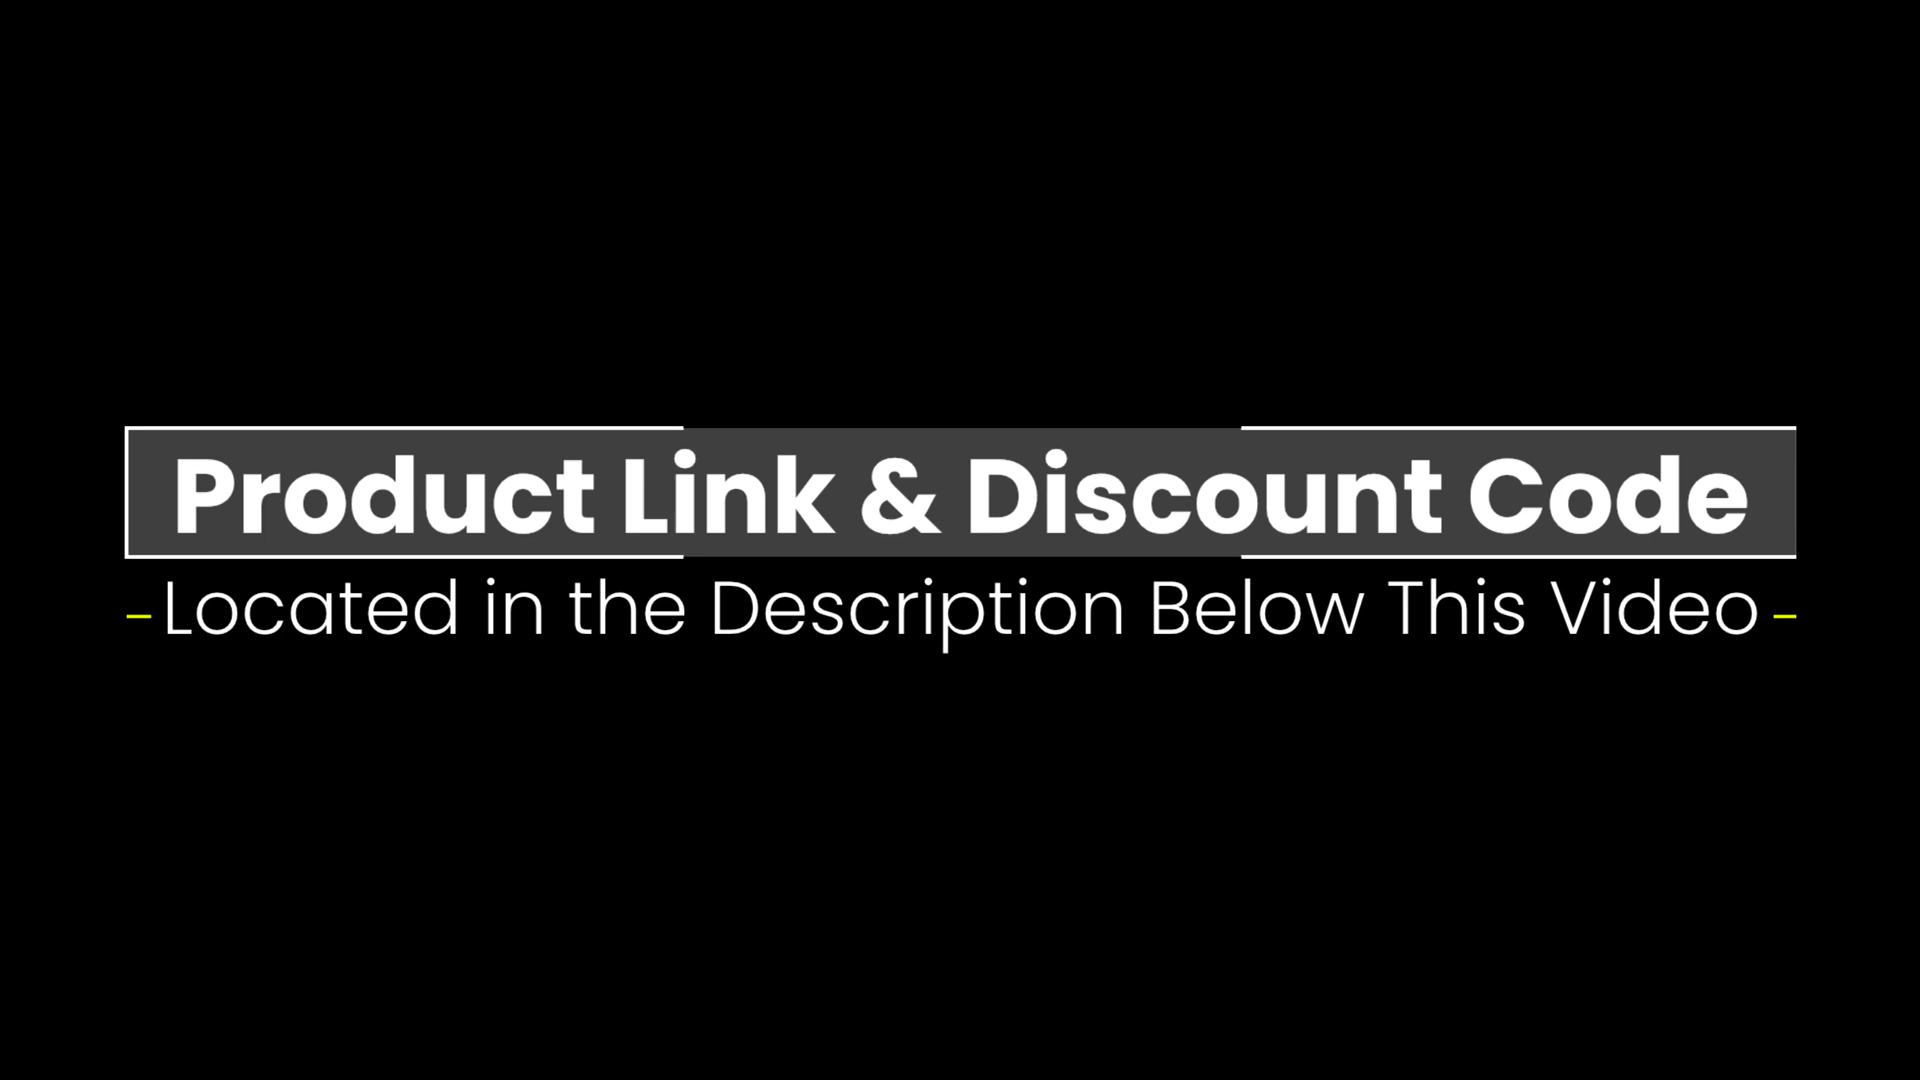 Product Link & Discount Code
Located in the Description Below This Video